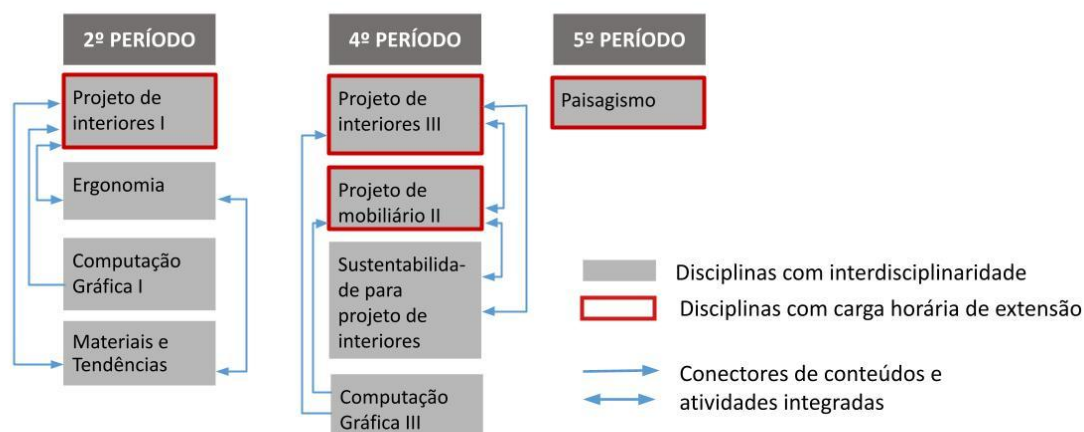 2º PERÍODO
Projeto de
interiores I
Ergonomia
Computação
Gráfica I
Materiais e
Tendências
4º PERÍODO
Projeto de
interiores III
Projeto de
mobiliário II
Sustentabilida-
de para
projeto de
interiores
Computação
Gráfica III
5º PERÍODO
Paisagismo
Disciplinas com interdisciplinaridade
Disciplinas com carga horária de extensão
Conectores de conteúdos e
atividades integradas